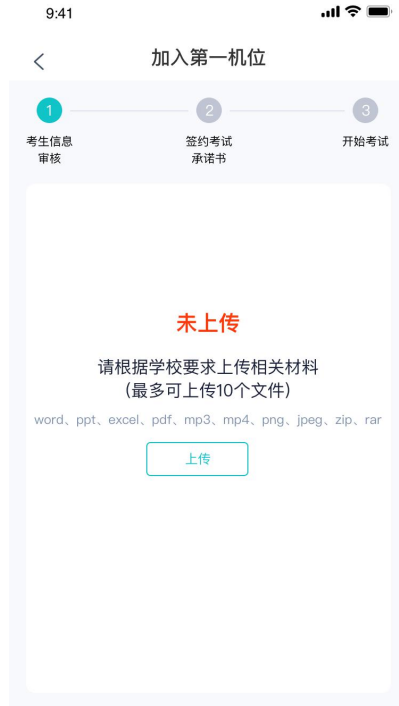 9:41
加入第一机位
1
2
3
考生信息
审核
签约考试
承诺书
开始考试
未上传
请根据学校要求上传相关材料
（最多可上传10个文件）
word、ppt、excel、pdf、mp3、mp4、png、jpeg、zip、rar
上传